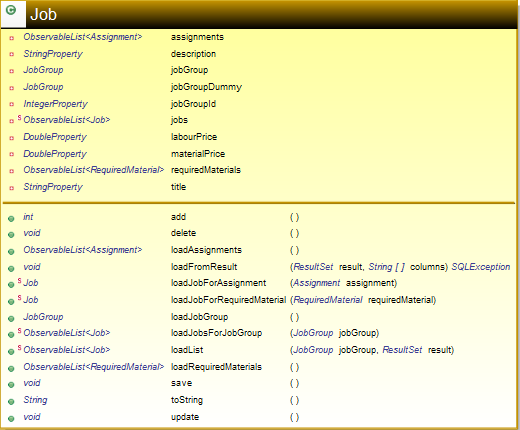 C Job
ObservableList<Assignment> assignments
StringProperty description
JobGroup jobGroup
JobGroup jobGroupDummy
IntegerProperty jobGroupId
S ObservableList<Job> jobs
DoubleProperty labourPrice
DoubleProperty materialPrice
ObservableList<RequiredMaterial> requiredMaterials
StringProperty title
int add ( )
void delete ( )
ObservableList<Assignment> loadAssignments ( )
void loadFromResult (ResultSet result, String [ ] columns) SQLException
S Job loadJobForAssignment (Assignment assignment)
S Job loadJobForRequiredMaterial (RequiredMaterial requiredMaterial)
JobGroup loadJobGroup ( )
S ObservableList<Job> loadJobsForJobGroup (JobGroup jobGroup)
S ObservableList<Job> loadList (JobGroup jobGroup, ResultSet result)
ObservableList<RequiredMaterial> loadRequiredMaterials ( )
void save ( )
String toString ( )
void update ( )